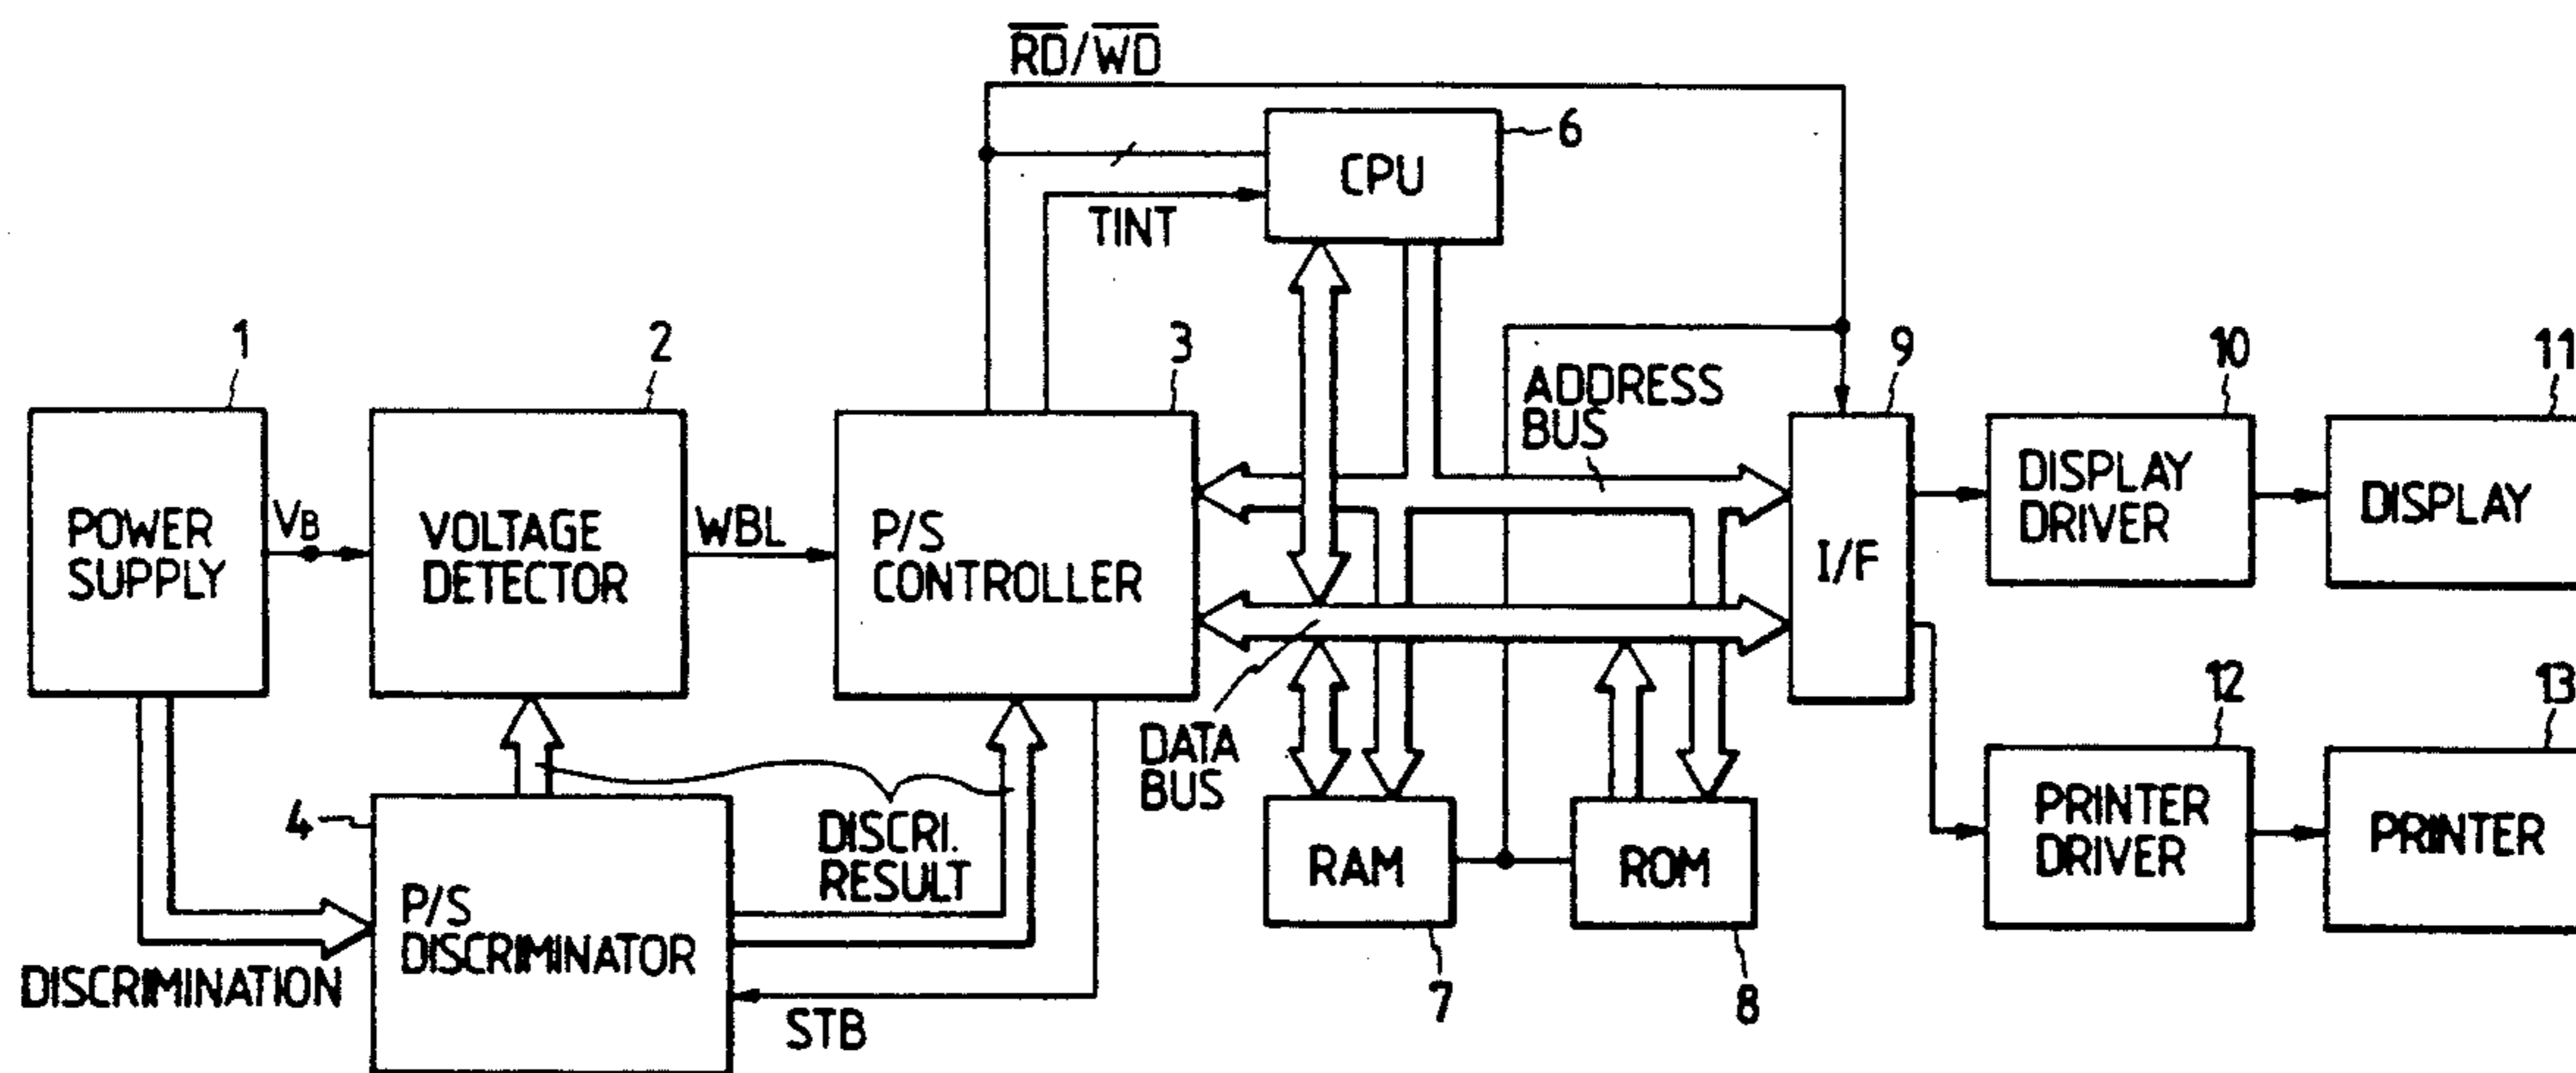 RD/WD
CPU
6
TINT
1
2
3
9
10
11
ADDRESS
BUS
POWER
SUPPLY
VB
VOLTAGE
DETECTOR
WBL
P/S
CONTROLLER
I/F
DISPLAY
DRIVER
DISPLAY
DATA
BUS
12
13
4
DISCRI.
RESULT
RAM
ROM
PRINTER
DRIVER
PRINTER
P/S
DISCRIMINATOR
DISCRIMINATION
STB
7
8